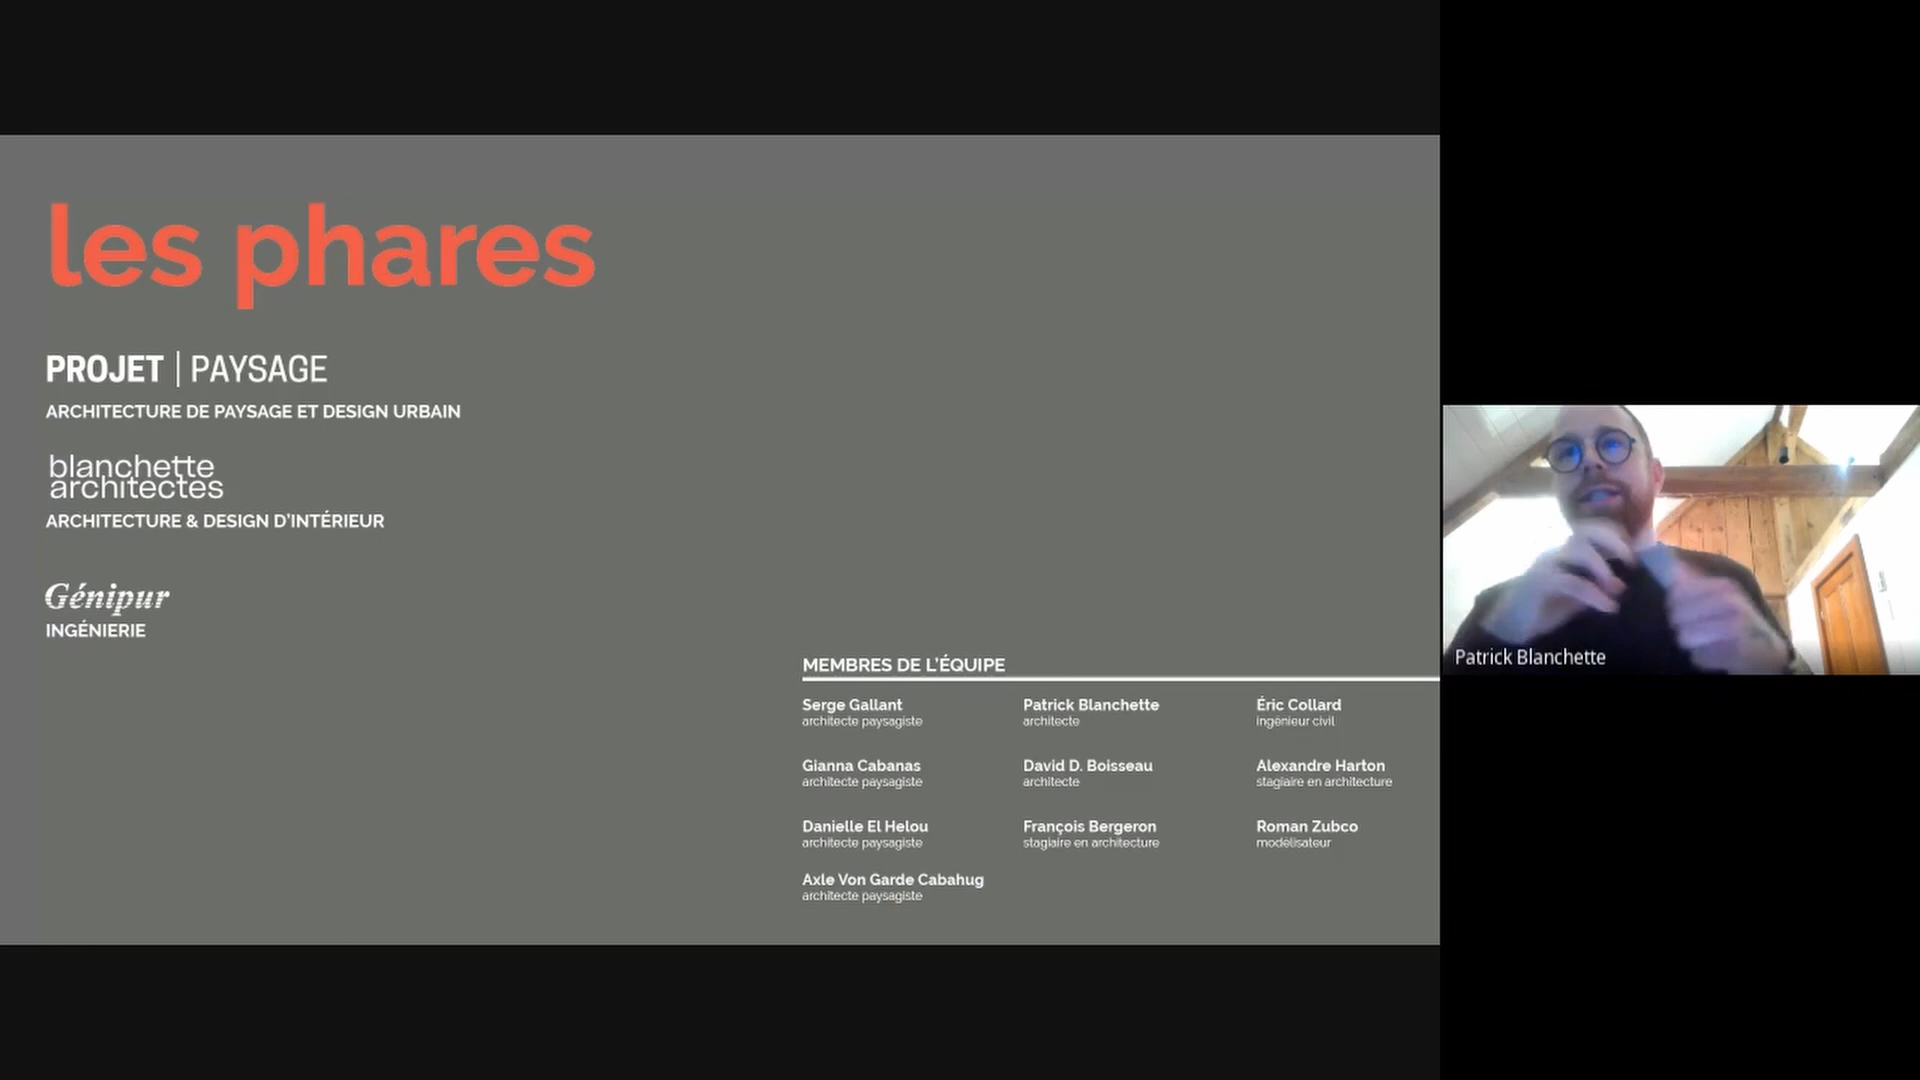 les phares
PROJET | PAYSAGE
ARCHITECTURE DE PAYSAGE ET DESIGN URBAIN
blanchette
architectes
ARCHITECTURE & DESIGN D'INTÉRIEUR
Génipur
INGÉNIERIE
MEMBRES DE L'ÉQUIPE
Serge Gallant
architecte paysagiste
Gianna Cabanas
architecte paysagiste
Danielle El Helou
architecte paysagiste
Axle Von Garde Cabahug
architecte paysagiste
Patrick Blanchette
architecte
David D. Boisseau
architecte
François Bergeron
stagiaire en architecture
Éric Collard
ingénieur civil
Alexandre Harton
stagiaire en architecture
Roman Zubco
modélisateur
Patrick Blanchette